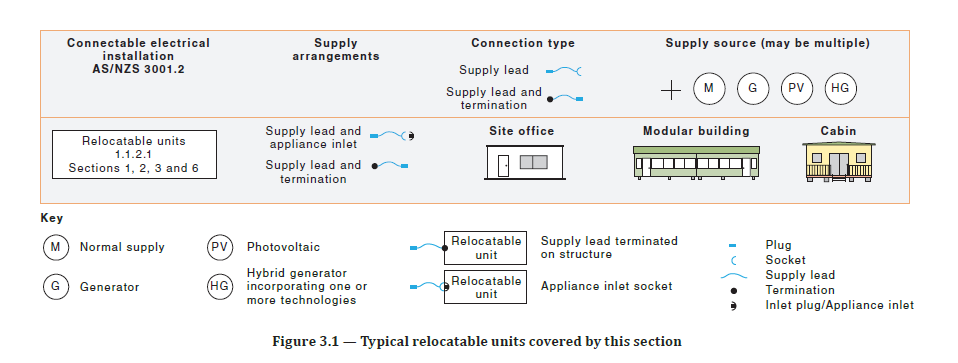 Connectable electrical
installation
AS/NZS 3001.2
Supply
arrangements
Connection type
Supply lead
Supply lead and
termination
Supply source (may be multiple)
M
G
PV
HG
Relocatable units
1.1.2.1
Sections 1, 2, 3 and 6
Supply lead and
appliance inlet
Supply lead and
termination
Site office
Modular building
Cabin
Key
M Normal supply
G Generator
PV Photovoltaic
HG Hybrid generator
incorporating one or
more technologies
Relocatable
unit
Supply lead terminated
on structure
Relocatable
unit
Appliance inlet socket
Plug
Socket
Supply lead
Termination
Inlet plug/Appliance inlet
Figure 3.1 — Typical relocatable units covered by this section